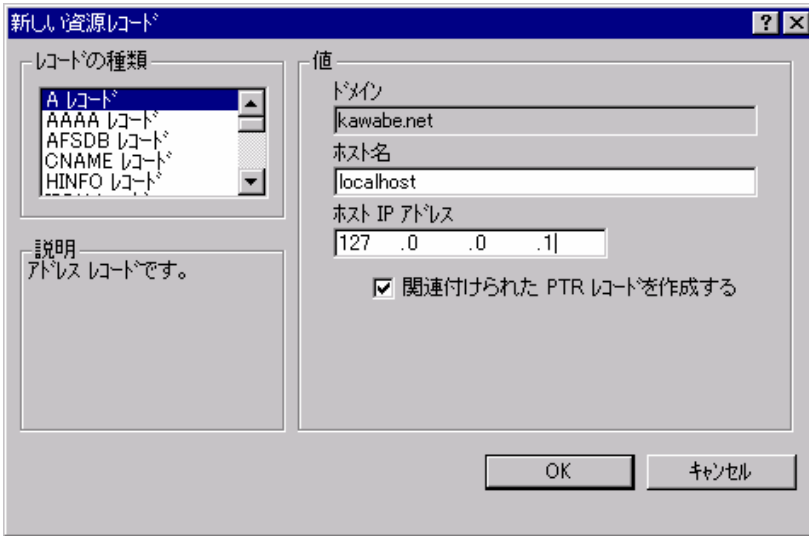 新しい資源レコード
レコードの種類
A レコード
AAAA レコード
AFSDB レコード
CNAME レコード
HINFO レコード
説明
アドレス レコードです。
値
ドメイン
kawabe.net
ホスト名
localhost
ホスト IP アドレス
127 .0 .0 .1
関連付けられた PTR レコードを作成する
OK
キャンセル